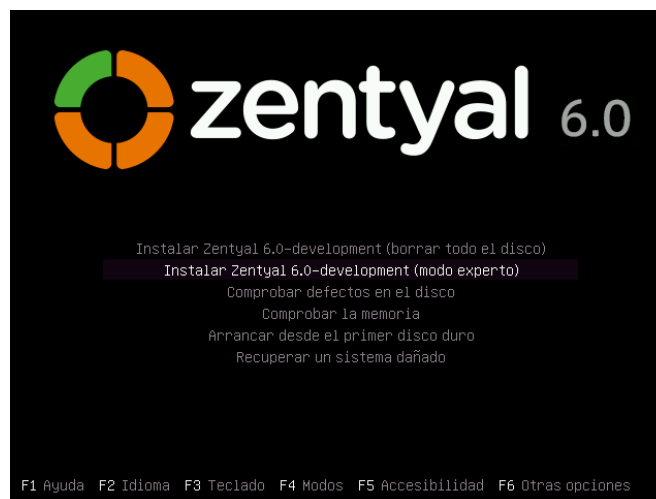 zentyal 6.0
Instalar Zentyal 6.0-development (borrar todo el disco)
Instalar Zentyal 6.0-development (modo experto)
Comprobar defectos en el disco
Comprobar la memoria
Arrancar desde el primer disco duro
Recuperar un sistema dañado
F1 Ayuda F2 Idioma F3 Teclado F4 Modos F5 Accesibilidad F6 Otras opciones